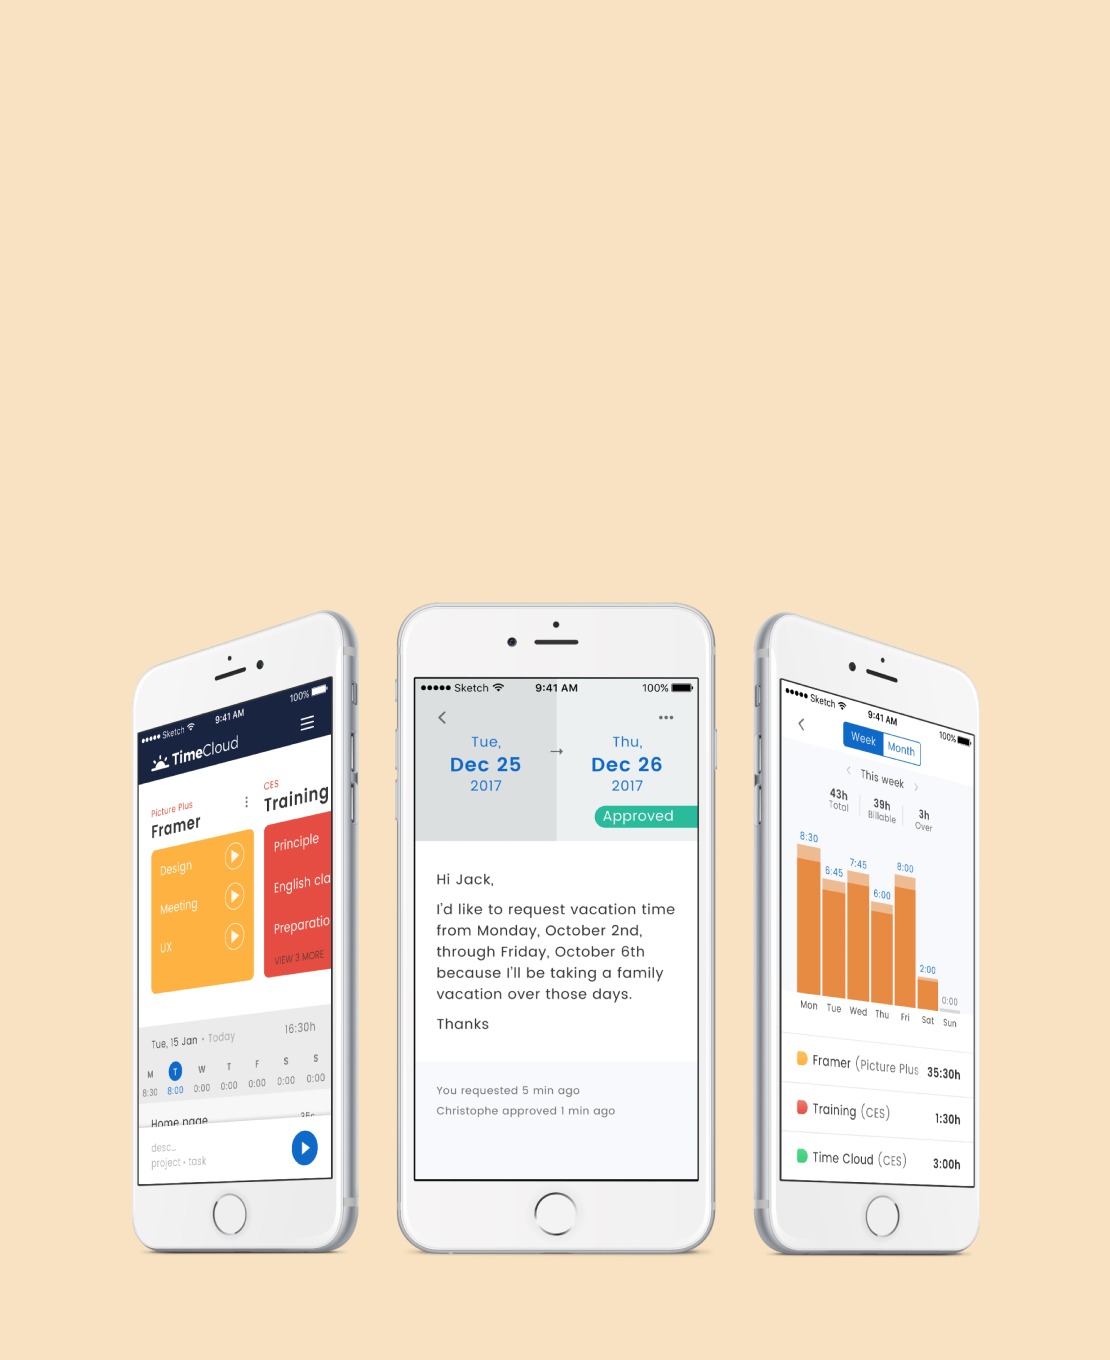 Sketch
9:41 AM
100%
TimeCloud
Picture Plus
Framer
Design
Meeting
UX
CES
Training
Principle
English cla
Preparatio
VIEW 3 MORE
Tue, 15 Jan • Today
16:30h
M T W T F S S
8:30 8:00 0:00 0:00 0:00 0:00 0:00
Home page
35s
desc...
project • task
Sketch
9:41 AM
100%
Tue,
Dec 25
2017
→
Thu,
Dec 26
2017
Approved
Hi Jack,
I'd like to request vacation time
from Monday, October 2nd,
through Friday, October 6th
because I'll be taking a family
vacation over those days.
Thanks
You requested 5 min ago
Christophe approved 1 min ago
Sketch
9:41 AM
100%
Week
Month
This week
43h
Total
39h
Billable
3h
Over
8:30
6:45
7:45
6:00
8:00
2:00
0:00
Mon Tue Wed Thu Fri Sat Sun
Framer (Picture Plus 35:30h
Training (CES) 1:30h
Time Cloud (CES) 3:00h